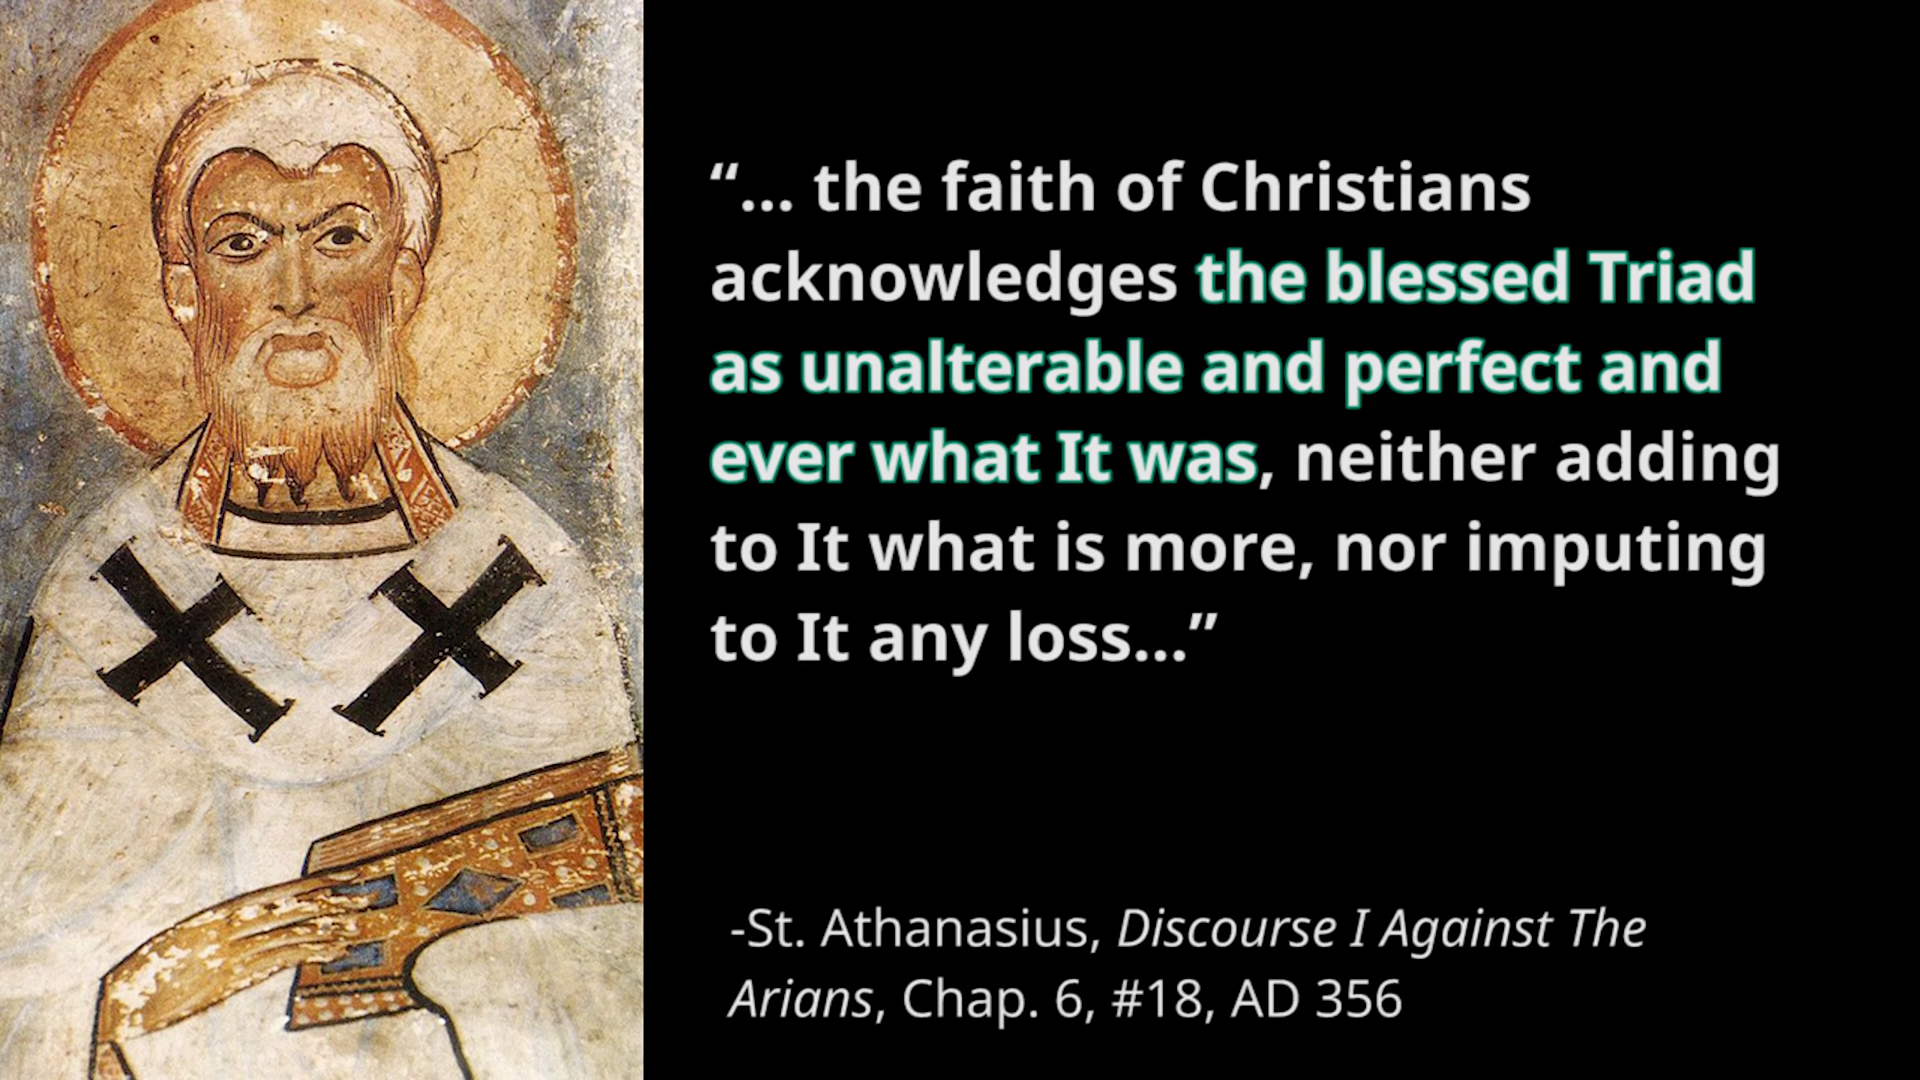 “... the faith of Christians
acknowledges the blessed Triad
as unalterable and perfect and
ever what It was, neither adding
to It what is more, nor imputing
to It any loss...”
-St. Athanasius, Discourse I Against The
Arians, Chap. 6, #18, AD 356